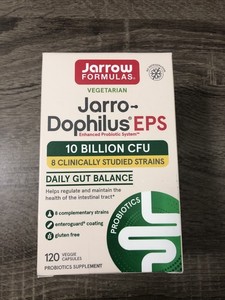 Jarrow
FORMULAS®
VEGETARIAN
Jarro-
Dophilus® EPS
Enhanced Probiotic System™
10 BILLION CFU
8 CLINICALLY STUDIED STRAINS
DAILY GUT BALANCE
Helps regulate and maintain the
health of the intestinal tract*
8 complementary strains
enteroguard® coating
gluten free
PROBIOTICS
120 VEGGIE
CAPSULES
PROBIOTICS SUPPLEMENT